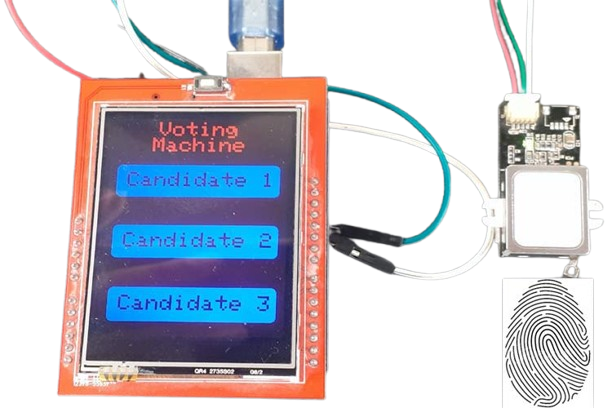 Voting
Machine
Candidate 1
Candidate 2
Candidate 3